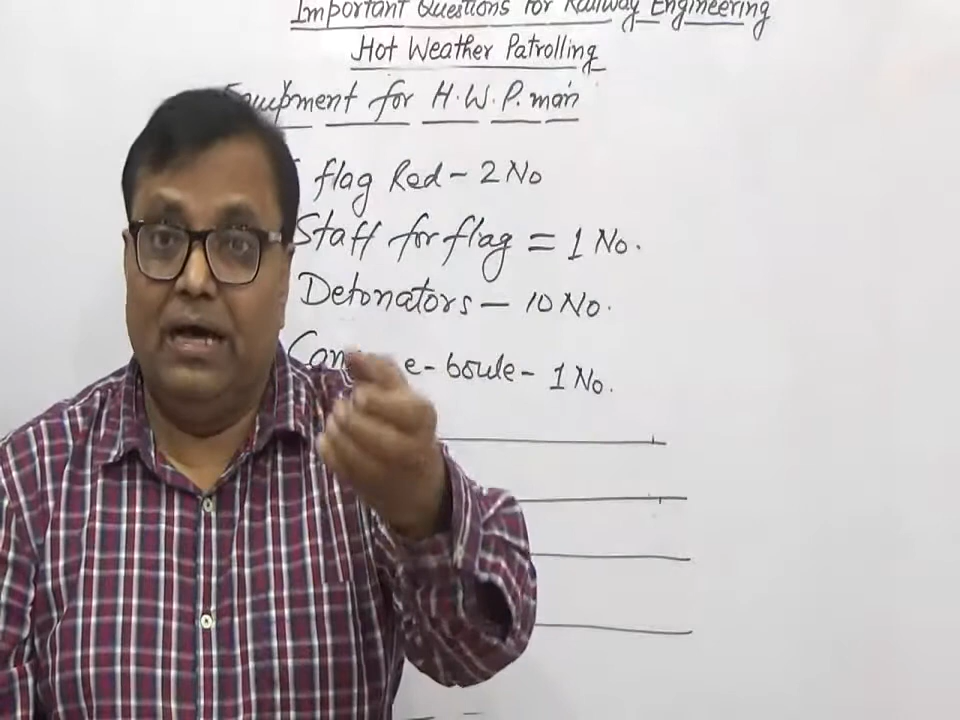 Important Questions for Railway Engineering
Hot Weather Patrolling
Equipment for H.W.P. man
flag Red - 2 No
Staff for flag = 1 No.
Detonators - 10 No.
e - boule - 1 No.